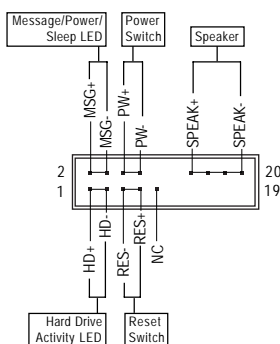 Message/Power/
Sleep LED
Power
Switch
Speaker
MSG+
MSG-
PW+
PW-
SPEAK+
SPEAK-
2
20
1
19
HD+
HD-
RES-
RES+
NC
Hard Drive
Activity LED
Reset
Switch